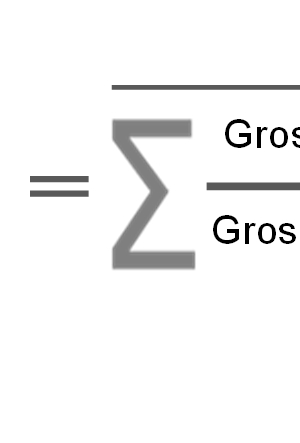 Gros
= Σ
Gros